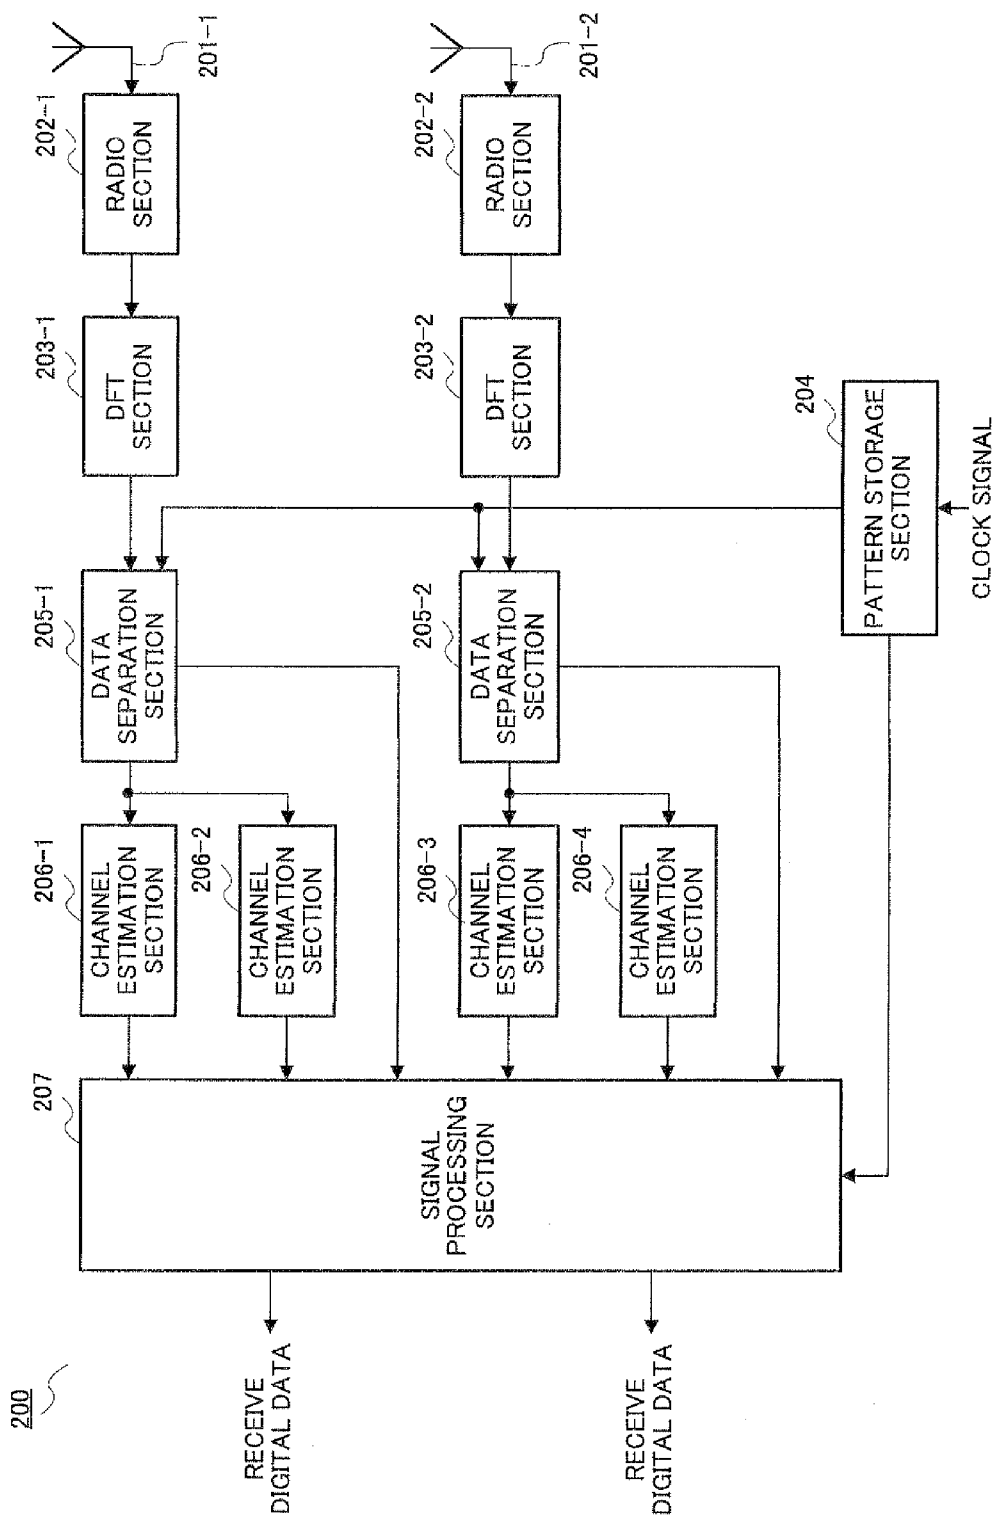 200
RECEIVE
DIGITAL DATA
RECEIVE
DIGITAL DATA
207
SIGNAL
PROCESSING
SECTION
206-1
CHANNEL
ESTIMATION
SECTION
206-2
CHANNEL
ESTIMATION
SECTION
206-3
CHANNEL
ESTIMATION
SECTION
206-4
CHANNEL
ESTIMATION
SECTION
205-1
DATA
SEPARATION
SECTION
205-2
DATA
SEPARATION
SECTION
203-1
DFT
SECTION
203-2
DFT
SECTION
204
PATTERN STORAGE
SECTION
CLOCK SIGNAL
202-1
RADIO
SECTION
202-2
RADIO
SECTION
201-1
201-2